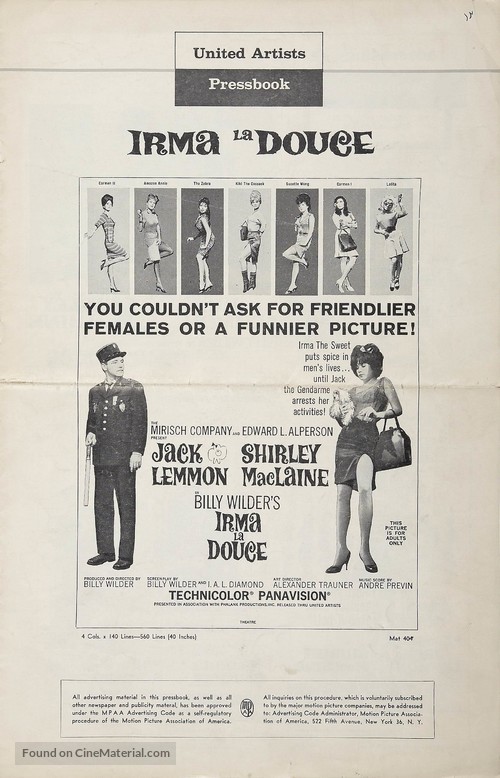 United Artists
Pressbook
IRMA LA DOUCE
Carmen II Amazon Annie The Zebra Kiki The Cossack Suzette Wong Carmen I Lolita
YOU COULDN'T ASK FOR FRIENDLIER
FEMALES OR A FUNNIER PICTURE!
Irma The Sweet
puts spice in
men's lives...
until Jack
the Gendarme
arrests her
activities!
THE
MIRISCH COMPANY AND EDWARD L. ALPERSON
PRESENT
JACK SHIRLEY
LEMMON MacLAINE
IN
BILLY WILDER'S
IRMA
LA
DOUCE
THIS
PICTURE
IS FOR
ADULTS
ONLY
PRODUCED AND DIRECTED BY SCREENPLAY BY ART DIRECTOR MUSIC SCORE BY
BILLY WILDER BILLY WILDER AND I. A. L. DIAMOND ALEXANDER TRAUNER ANDRE PREVIN
TECHNICOLOR® PANAVISION®
PRESENTED IN ASSOCIATION WITH PHALANX PRODUCTIONS, INC. RELEASED THRU UNITED ARTISTS
THEATRE
4 Cols. x 140 Lines—560 Lines (40 Inches) Mat 404
All advertising material in this pressbook, as well as all
other newspaper and publicity material, has been approved
under the M.P.A.A Advertising Code as a self-regulatory
procedure of the Motion Picture Association of America.
All inquiries on this procedure, which is voluntarily subscribed
to by the major motion picture companies, may be addressed
to: Advertising Code Administrator, Motion Picture Associa-
tion of America, 522 Fifth Avenue, New York 36, N. Y.
Found on CineMaterial.com